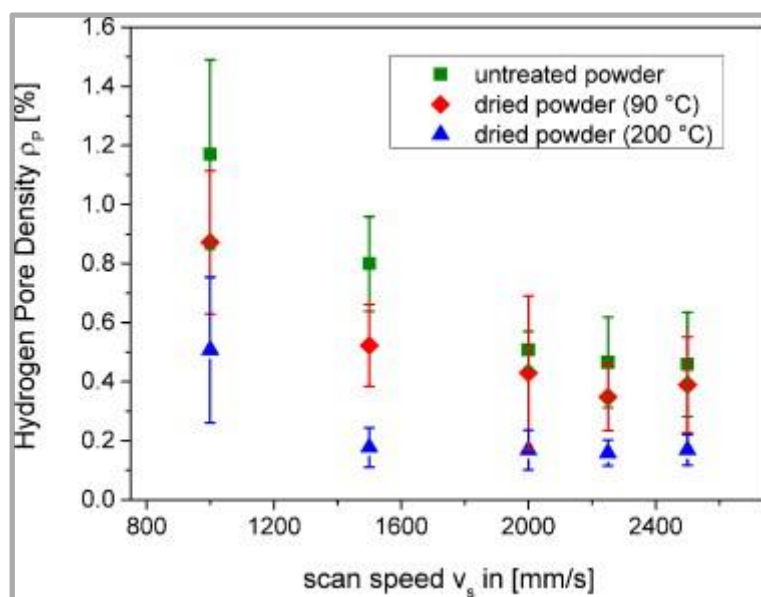 1.6
1.4
1.2
1.0
0.8
0.6
0.4
0.2
0.0
Hydrogen Pore Density ρP [%]
untreated powder
dried powder (90 °C)
dried powder (200 °C)
800 1200 1600 2000 2400
scan speed vs in [mm/s]